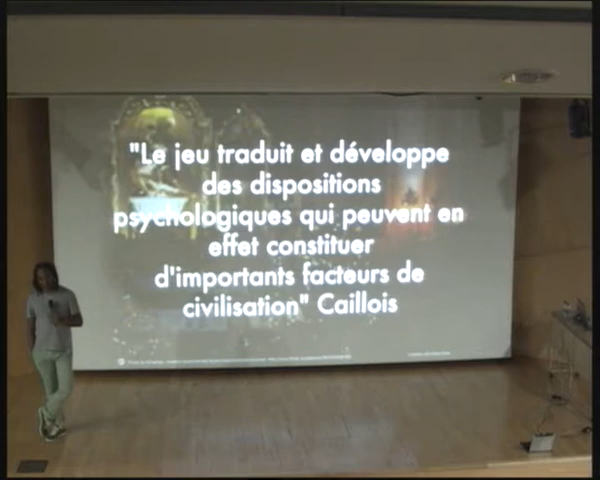 "Le jeu traduit et développe
des dispositions
psychologiques qui peuvent en
effet constituer
d'importants facteurs de
civilisation" Caillois